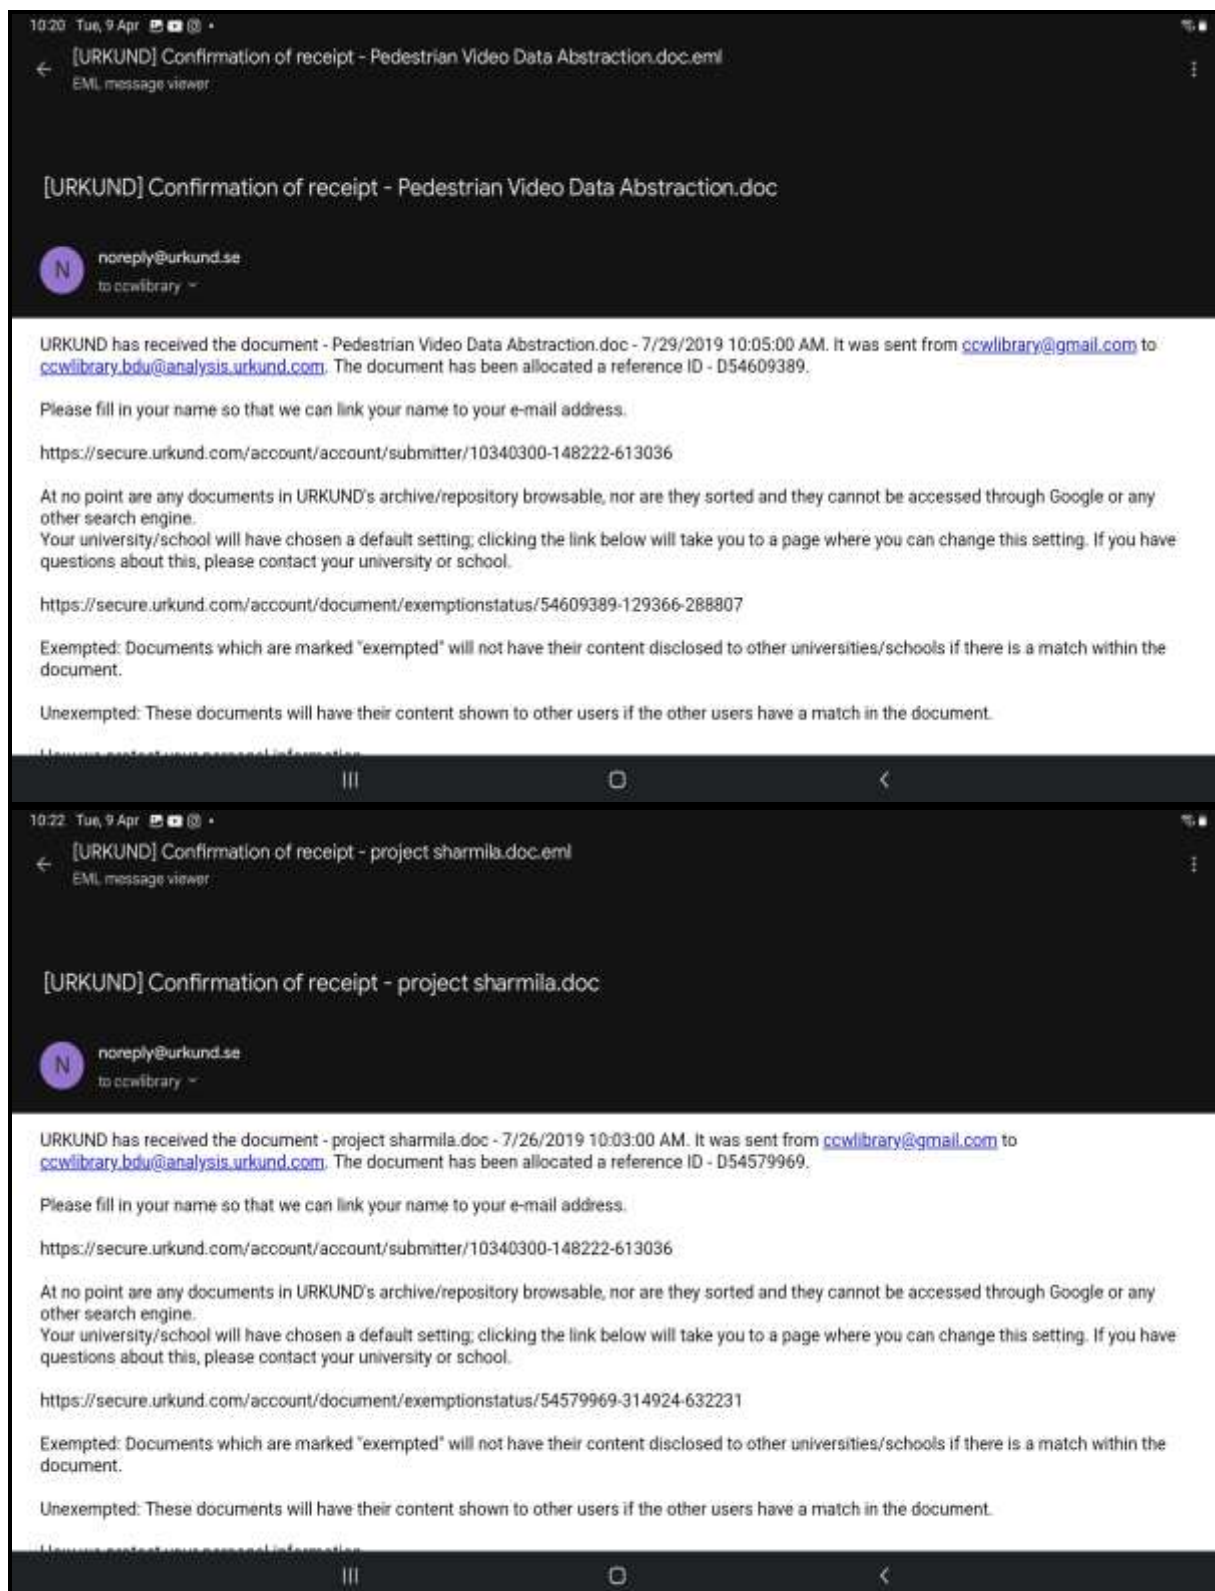 10:20 Tue, 9 Apr
[URKUND] Confirmation of receipt - Pedestrian Video Data Abstraction.doc.eml
EML message viewer
[URKUND] Confirmation of receipt - Pedestrian Video Data Abstraction.doc
N
noreply@urkund.se
to ccwlibrary
URKUND has received the document - Pedestrian Video Data Abstraction.doc - 7/29/2019 10:05:00 AM. It was sent from ccwlibrary@gmail.com to
ccwlibrary.bdu@analysis.urkund.com. The document has been allocated a reference ID - D54609389.
Please fill in your name so that we can link your name to your e-mail address.
https://secure.urkund.com/account/account/submitter/10340300-148222-613036
At no point are any documents in URKUND's archive/repository browsable, nor are they sorted and they cannot be accessed through Google or any
other search engine.
Your university/school will have chosen a default setting; clicking the link below will take you to a page where you can change this setting. If you have
questions about this, please contact your university or school.
https://secure.urkund.com/account/document/exemptionstatus/54609389-129366-288807
Exempted: Documents which are marked "exempted" will not have their content disclosed to other universities/schools if there is a match within the
document.
Unexempted: These documents will have their content shown to other users if the other users have a match in the document.
How we protect your personal information
10:22 Tue, 9 Apr
[URKUND] Confirmation of receipt - project sharmila.doc.eml
EML message viewer
[URKUND] Confirmation of receipt - project sharmila.doc
N
noreply@urkund.se
to ccwlibrary
URKUND has received the document - project sharmila.doc - 7/26/2019 10:03:00 AM. It was sent from ccwlibrary@gmail.com to
ccwlibrary.bdu@analysis.urkund.com. The document has been allocated a reference ID - D54579969.
Please fill in your name so that we can link your name to your e-mail address.
https://secure.urkund.com/account/account/submitter/10340300-148222-613036
At no point are any documents in URKUND's archive/repository browsable, nor are they sorted and they cannot be accessed through Google or any
other search engine.
Your university/school will have chosen a default setting; clicking the link below will take you to a page where you can change this setting. If you have
questions about this, please contact your university or school.
https://secure.urkund.com/account/document/exemptionstatus/54579969-314924-632231
Exempted: Documents which are marked "exempted" will not have their content disclosed to other universities/schools if there is a match within the
document.
Unexempted: These documents will have their content shown to other users if the other users have a match in the document.
How we protect your personal information